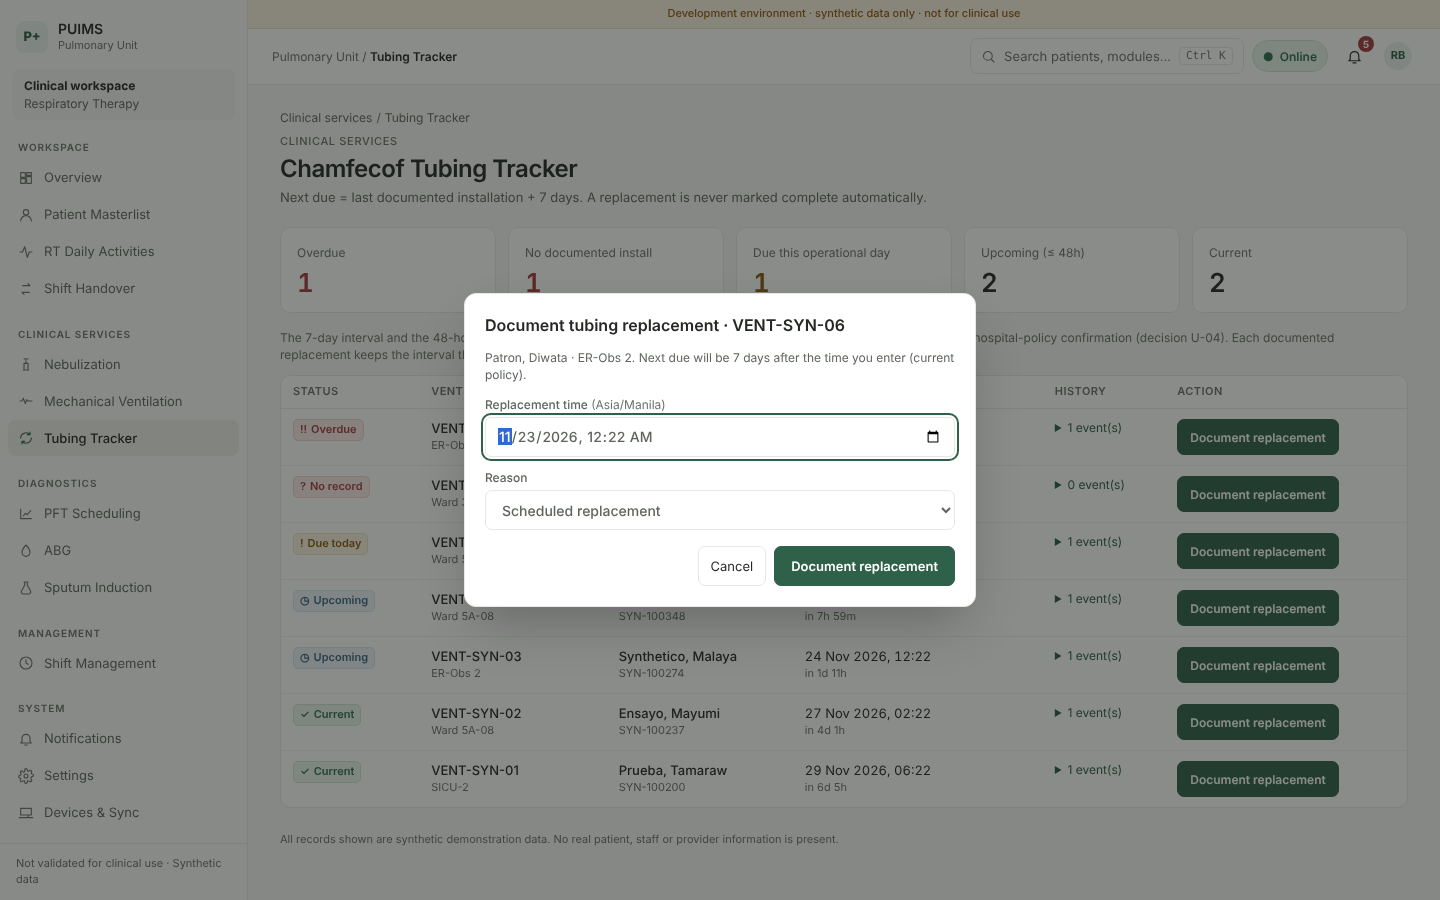 Development environment · synthetic data only · not for clinical use
P+
PUIMS
Pulmonary Unit
Clinical workspace
Respiratory Therapy
WORKSPACE
Overview
Patient Masterlist
RT Daily Activities
Shift Handover
CLINICAL SERVICES
Nebulization
Mechanical Ventilation
Tubing Tracker
DIAGNOSTICS
PFT Scheduling
ABG
Sputum Induction
MANAGEMENT
Shift Management
SYSTEM
Notifications
Settings
Devices & Sync
Not validated for clinical use · Synthetic
data
Pulmonary Unit / Tubing Tracker
Search patients, modules... Ctrl K
Online
5
RB
Clinical services / Tubing Tracker
CLINICAL SERVICES
Chamfecof Tubing Tracker
Next due = last documented installation + 7 days. A replacement is never marked complete automatically.
Overdue
1
No documented install
1
Due this operational day
1
Upcoming (≤ 48h)
2
Current
2
The 7-day interval and the 48-ho
hospital-policy confirmation (decision U-04). Each documented
replacement keeps the interval th
STATUS VENT HISTORY ACTION
!! Overdue VENT 1 event(s) Document replacement
ER-Ob
? No record VENT 0 event(s) Document replacement
Ward
! Due today VENT 1 event(s) Document replacement
Ward
Upcoming VENT 1 event(s) Document replacement
Ward 5A-08 SYN-100348 in 7h 59m
Upcoming VENT-SYN-03 Synthetico, Malaya 24 Nov 2026, 12:22 1 event(s) Document replacement
ER-Obs 2 SYN-100274 in 1d 11h
✓ Current VENT-SYN-02 Ensayo, Mayumi 27 Nov 2026, 02:22 1 event(s) Document replacement
Ward 5A-08 SYN-100237 in 4d 1h
✓ Current VENT-SYN-01 Prueba, Tamaraw 29 Nov 2026, 06:22 1 event(s) Document replacement
SICU-2 SYN-100200 in 6d 5h
All records shown are synthetic demonstration data. No real patient, staff or provider information is present.
Document tubing replacement · VENT-SYN-06
Patron, Diwata · ER-Obs 2. Next due will be 7 days after the time you enter (current
policy).
Replacement time (Asia/Manila)
11/23/2026, 12:22 AM
Reason
Scheduled replacement
Cancel
Document replacement